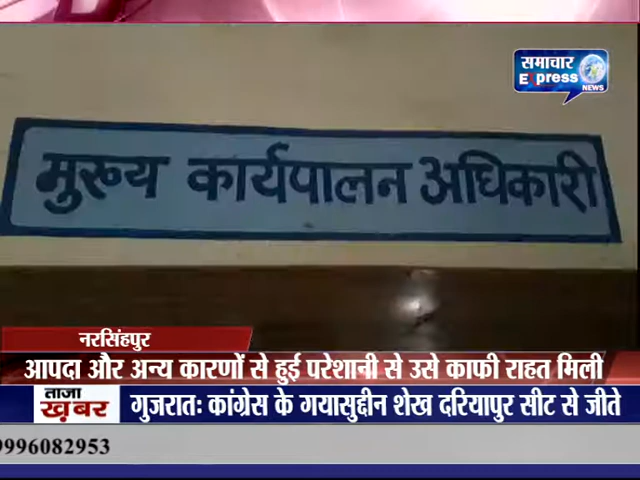 समाचार
Express
NEWS
मुख्य कार्यपालन अधिकारी
नरसिंहपुर
आपदा और अन्य कारणों से हुई परेशानी से उसे काफी राहत मिली
ताजा
ख़बर
गुजरातः कांग्रेस के गयासुद्दीन शेख दरियापुर सीट से जीते
9996082953